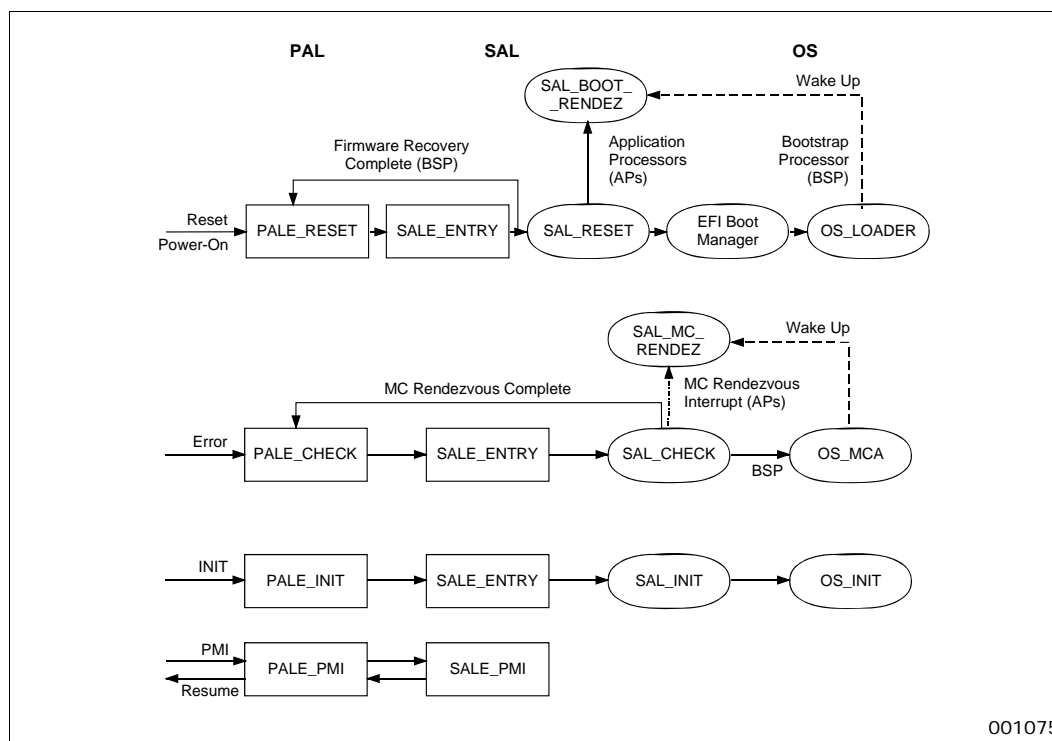 PAL
SAL
OS
SAL_BOOT_
_RENDEZ
Wake Up
Firmware Recovery
Complete (BSP)
Application
Processors
(APs)
Bootstrap
Processor
(BSP)
Reset
Power-On
PALE_RESET
SALE_ENTRY
SAL_RESET
EFI Boot
Manager
OS_LOADER
SAL_MC_
RENDEZ
Wake Up
MC Rendezvous Complete
MC Rendezvous
Interrupt (APs)
Error
PALE_CHECK
SALE_ENTRY
SAL_CHECK
BSP
OS_MCA
INIT
PALE_INIT
SALE_ENTRY
SAL_INIT
OS_INIT
PMI
Resume
PALE_PMI
SALE_PMI
001075